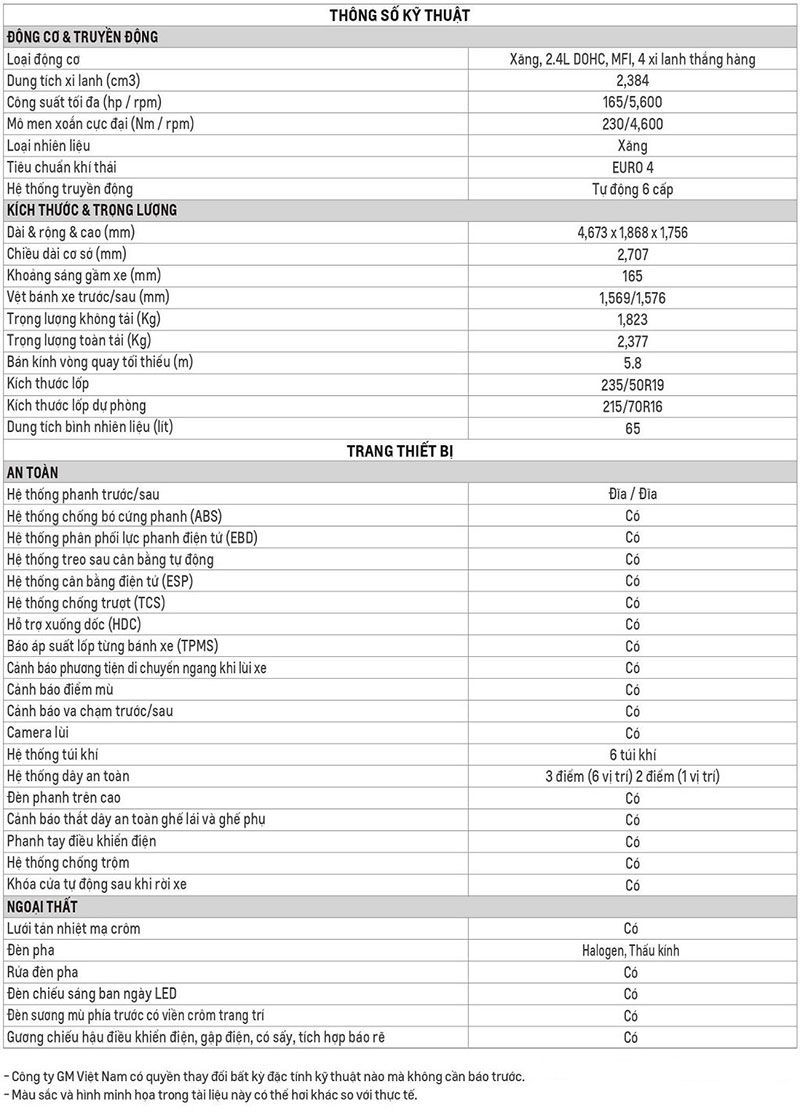 THÔNG SỐ KỸ THUẬT
ĐỘNG CƠ & TRUYỀN ĐỘNG
Loại động cơ Xăng, 2.4L DOHC, MFI, 4 xi lanh thẳng hàng
Dung tích xi lanh (cm3) 2,384
Công suất tối đa (hp / rpm) 165/5,600
Mô men xoắn cực đại (Nm / rpm) 230/4,600
Loại nhiên liệu Xăng
Tiêu chuẩn khí thải EURO 4
Hệ thống truyền động Tự động 6 cấp
KÍCH THƯỚC & TRỌNG LƯỢNG
Dài & rộng & cao (mm) 4,673 x 1,868 x 1,756
Chiều dài cơ sở (mm) 2,707
Khoảng sáng gầm xe (mm) 165
Vệt bánh xe trước/sau (mm) 1,569/1,576
Trọng lượng không tải (Kg) 1,823
Trọng lượng toàn tải (Kg) 2,377
Bán kính vòng quay tối thiểu (m) 5.8
Kích thước lốp 235/50R19
Kích thước lốp dự phòng 215/70R16
Dung tích bình nhiên liệu (lít) 65
TRANG THIẾT BỊ
AN TOÀN
Hệ thống phanh trước/sau Đĩa / Đĩa
Hệ thống chống bó cứng phanh (ABS) Có
Hệ thống phân phối lực phanh điện tử (EBD) Có
Hệ thống treo sau cân bằng tự động Có
Hệ thống cân bằng điện tử (ESP) Có
Hệ thống chống trượt (TCS) Có
Hỗ trợ xuống dốc (HDC) Có
Báo áp suất lốp từng bánh xe (TPMS) Có
Cảnh báo phương tiện di chuyển ngang khi lùi xe Có
Cảnh báo điểm mù Có
Cảnh báo va chạm trước/sau Có
Camera lùi Có
Hệ thống túi khí 6 túi khí
Hệ thống dây an toàn 3 điểm (6 vị trí) 2 điểm (1 vị trí)
Đèn phanh trên cao Có
Cảnh báo thắt dây an toàn ghế lái và ghế phụ Có
Phanh tay điều khiển điện Có
Hệ thống chống trộm Có
Khóa cửa tự động sau khi rời xe Có
NGOẠI THẤT
Lưới tản nhiệt mạ crôm Có
Đèn pha Halogen, Thấu kính
Rửa đèn pha Có
Đèn chiếu sáng ban ngày LED Có
Đèn sương mù phía trước có viền crôm trang trí Có
Gương chiếu hậu điều khiển điện, gập điện, có sấy, tích hợp báo rẽ Có
– Công ty GM Việt Nam có quyền thay đổi bất kỳ đặc tính kỹ thuật nào mà không cần báo trước.
– Màu sắc và hình minh họa trong tài liệu này có thể hơi khác so với thực tế.